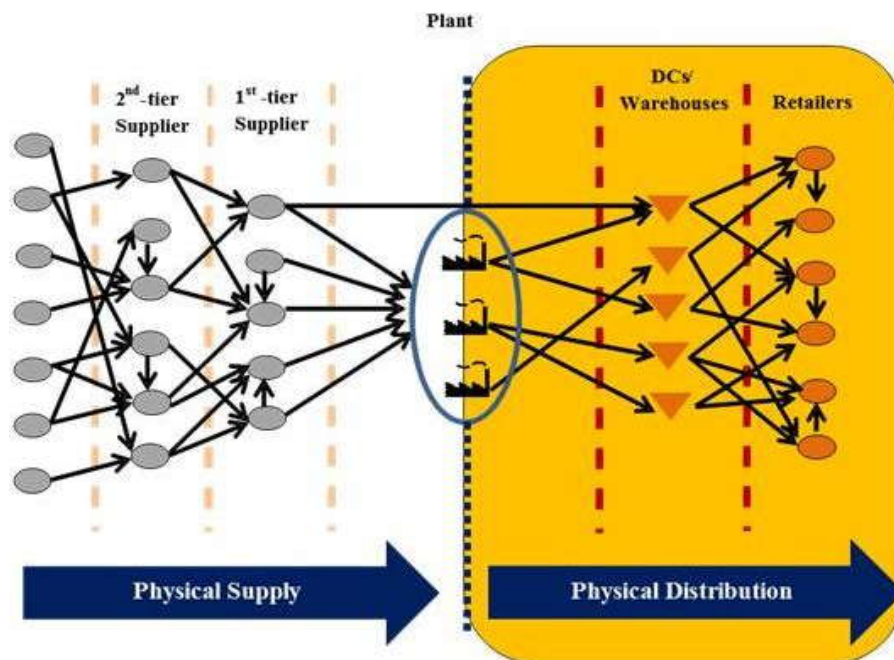 Plant
2nd-tier
Supplier
1st -tier
Supplier
DCs/
Warehouses
Retailers
Physical Supply
Physical Distribution